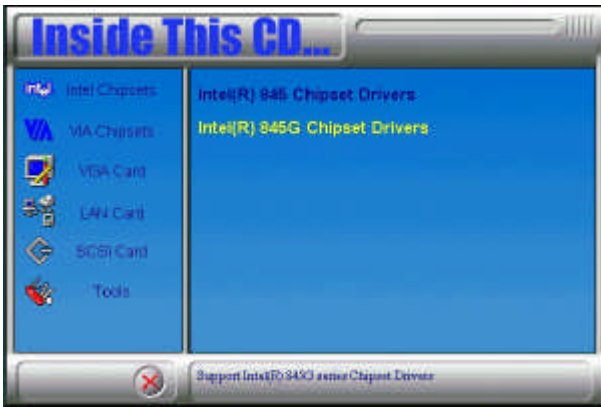 Inside This CD...
intel Intel Chipsets
VIA VIA Chipsets
VGA Card
LAN Card
SCSI Card
Tools
Intel(R) 845 Chipset Drivers
Intel(R) 845G Chipset Drivers
Support Intel(R) 845G series Chipset Drivers